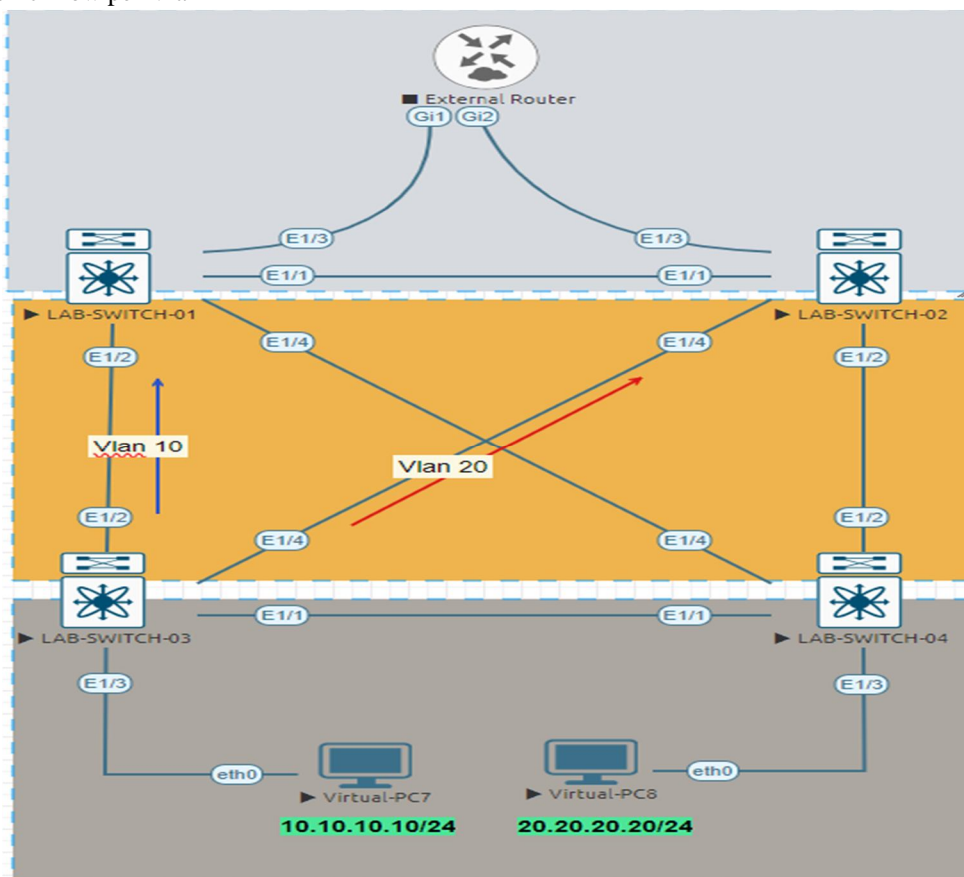 External Router
Gi1 Gi2
E1/3 E1/3
E1/1 E1/1
LAB-SWITCH-01 LAB-SWITCH-02
E1/4 E1/4
E1/2 E1/2
Vlan 10
Vlan 20
E1/2 E1/2
E1/4 E1/4
E1/1 E1/1
LAB-SWITCH-03 LAB-SWITCH-04
E1/3 E1/3
eth0 eth0
Virtual-PC7 Virtual-PC8
10.10.10.10/24 20.20.20.20/24